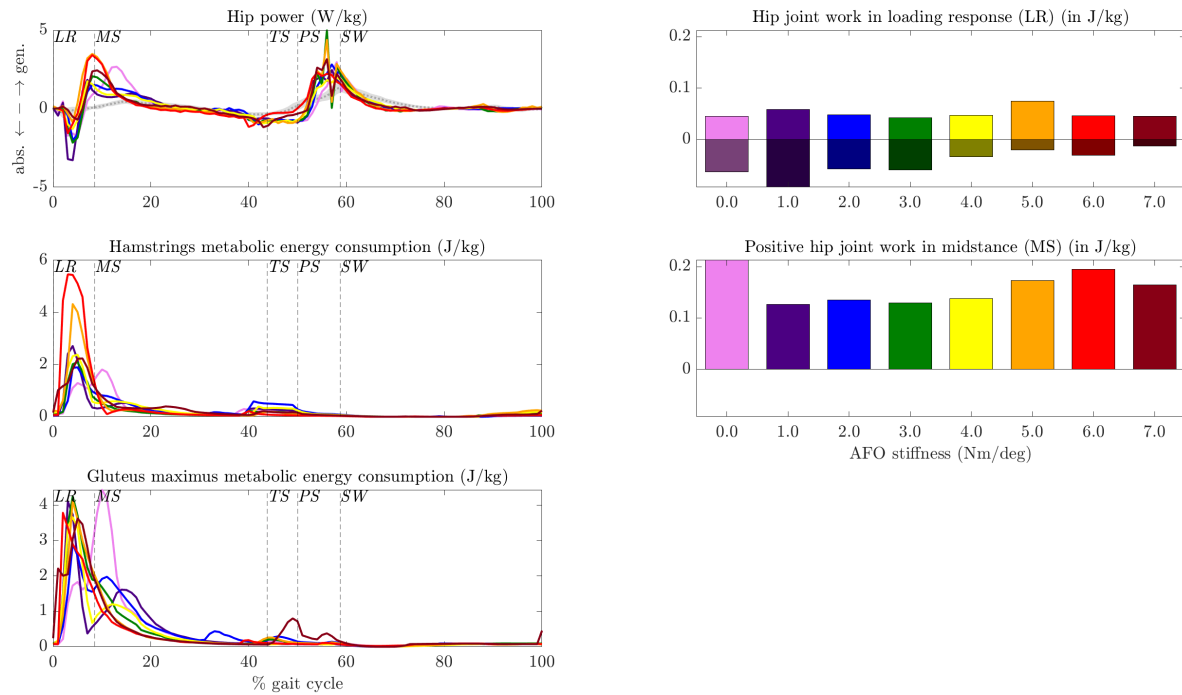 Hip power (W/kg)
abs. ← − − → gen.
5
0
-5
LR MS TS PS SW
0 20 40 60 80 100
Hip joint work in loading response (LR) (in J/kg)
0.2
0.1
0
0.0 1.0 2.0 3.0 4.0 5.0 6.0 7.0
Hamstrings metabolic energy consumption (J/kg)
6
4
2
0
LR MS TS PS SW
0 20 40 60 80 100
Positive hip joint work in midstance (MS) (in J/kg)
0.2
0.1
0
0.0 1.0 2.0 3.0 4.0 5.0 6.0 7.0
AFO stiffness (Nm/deg)
Gluteus maximus metabolic energy consumption (J/kg)
4
3
2
1
0
LR MS TS PS SW
0 20 40 60 80 100
% gait cycle